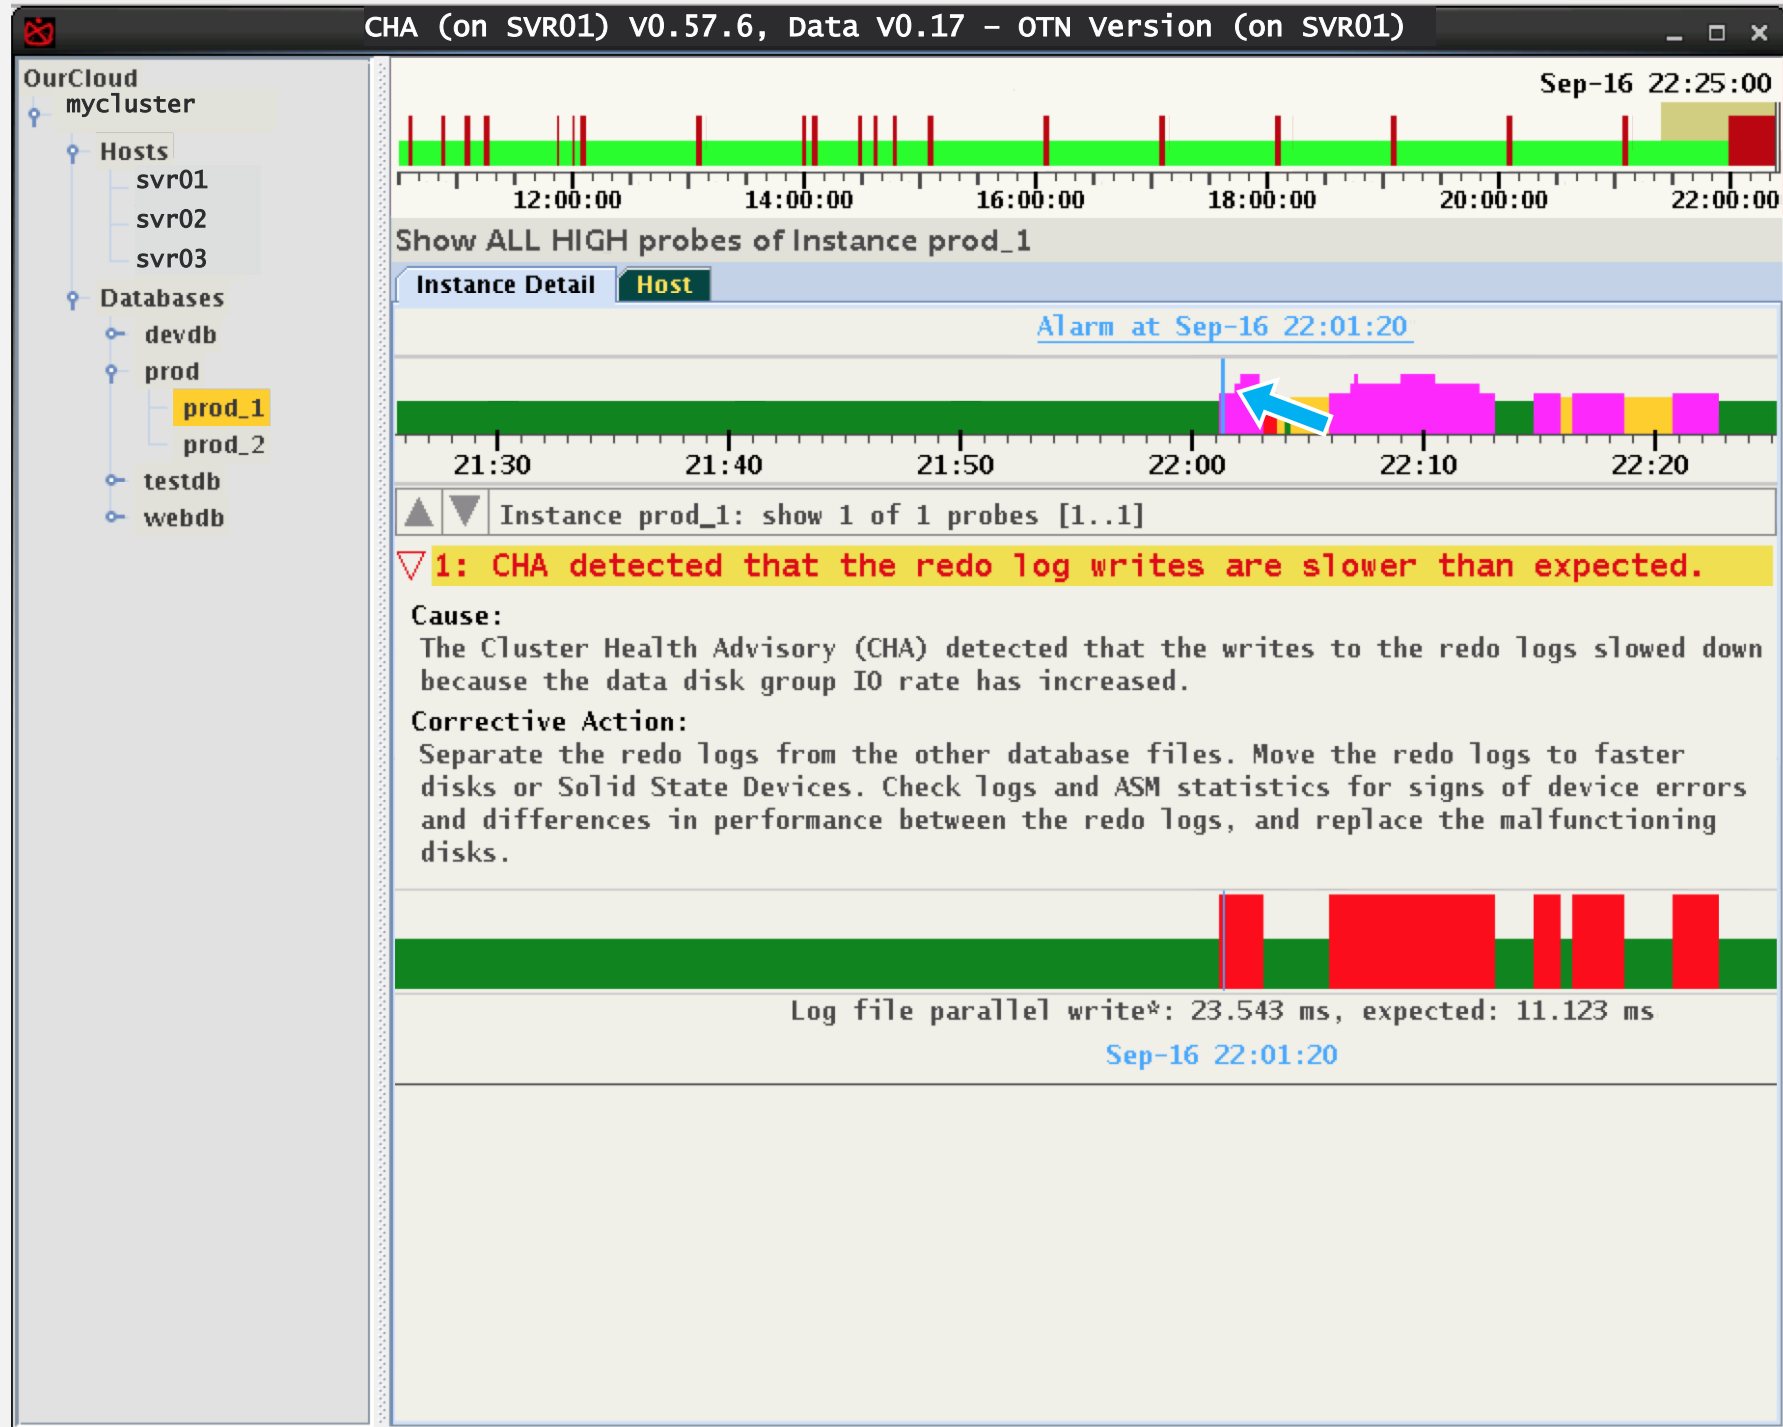 CHA (on SVR01) V0.57.6, Data V0.17 – OTN Version (on SVR01)
OurCloud
mycluster
Hosts
svr01
svr02
svr03
Databases
devdb
prod
prod_1
prod_2
testdb
webdb
Sep-16 22:25:00
12:00:00 14:00:00 16:00:00 18:00:00 20:00:00 22:00:00
Show ALL HIGH probes of Instance prod_1
Instance Detail Host
Alarm at Sep-16 22:01:20
21:30 21:40 21:50 22:00 22:10 22:20
Instance prod_1: show 1 of 1 probes [1..1]
1: CHA detected that the redo log writes are slower than expected.
Cause:
The Cluster Health Advisory (CHA) detected that the writes to the redo logs slowed down
because the data disk group IO rate has increased.
Corrective Action:
Separate the redo logs from the other database files. Move the redo logs to faster
disks or Solid State Devices. Check logs and ASM statistics for signs of device errors
and differences in performance between the redo logs, and replace the malfunctioning
disks.
Log file parallel write*: 23.543 ms, expected: 11.123 ms
Sep-16 22:01:20